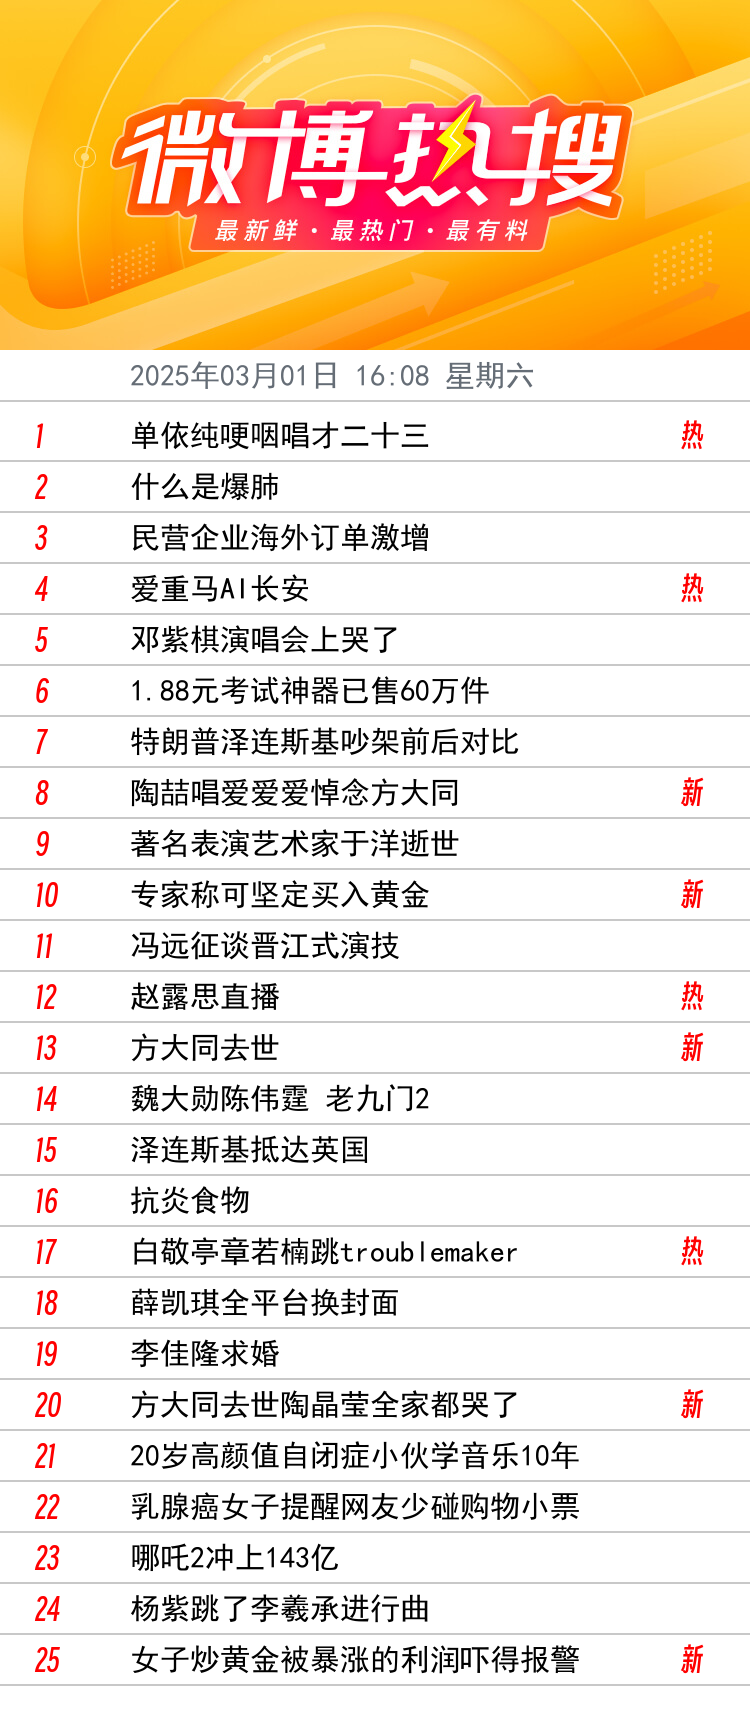 微博热搜
最新鲜·最热门·最有料
2025年03月01日 16:08 星期六
1 单依纯哽咽唱才二十三 热
2 什么是爆肺
3 民营企业海外订单激增
4 爱重马AI长安 热
5 邓紫棋演唱会上哭了
6 1.88元考试神器已售60万件
7 特朗普泽连斯基吵架前后对比
8 陶喆唱爱爱爱悼念方大同 新
9 著名表演艺术家于洋逝世
10 专家称可坚定买入黄金 新
11 冯远征谈晋江式演技
12 赵露思直播 热
13 方大同去世 新
14 魏大勋陈伟霆 老九门2
15 泽连斯基抵达英国
16 抗炎食物
17 白敬亭章若楠跳troublemaker 热
18 薛凯琪全平台换封面
19 李佳隆求婚
20 方大同去世陶晶莹全家都哭了 新
21 20岁高颜值自闭症小伙学音乐10年
22 乳腺癌女子提醒网友少碰购物小票
23 哪吒2冲上143亿
24 杨紫跳了李羲承进行曲
25 女子炒黄金被暴涨的利润吓得报警 新